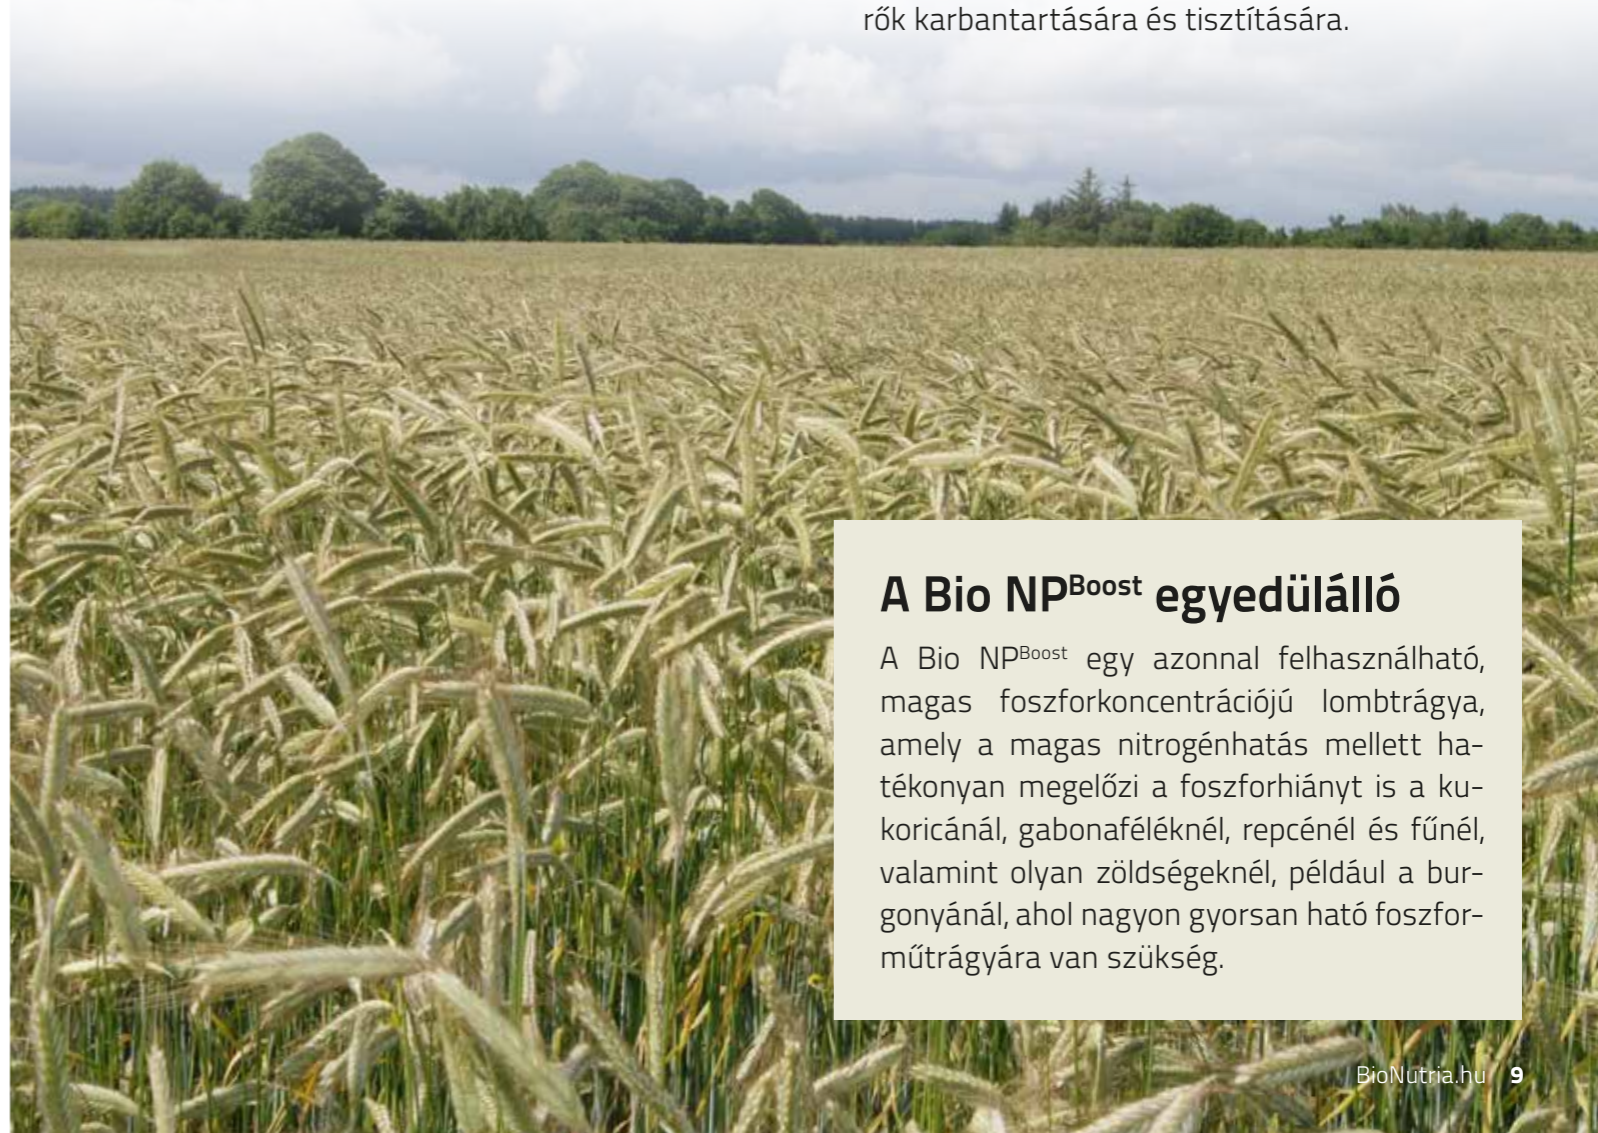 rők karbantartására és tisztítására.
A Bio NPBoost egyedülálló
A Bio NPBoost egy azonnal felhasználható,
magas foszforkoncentrációjú lombtrágya,
amely a magas nitrogénhatás mellett ha-
tékonyan megelőzi a foszforhiányt is a ku-
koricánál, gabonaféléknél, repcénél és fűnél,
valamint olyan zöldségeknél, például a bur-
gonyánál, ahol nagyon gyorsan ható foszfor-
műtrágyára van szükség.
BioNutria.hu 9